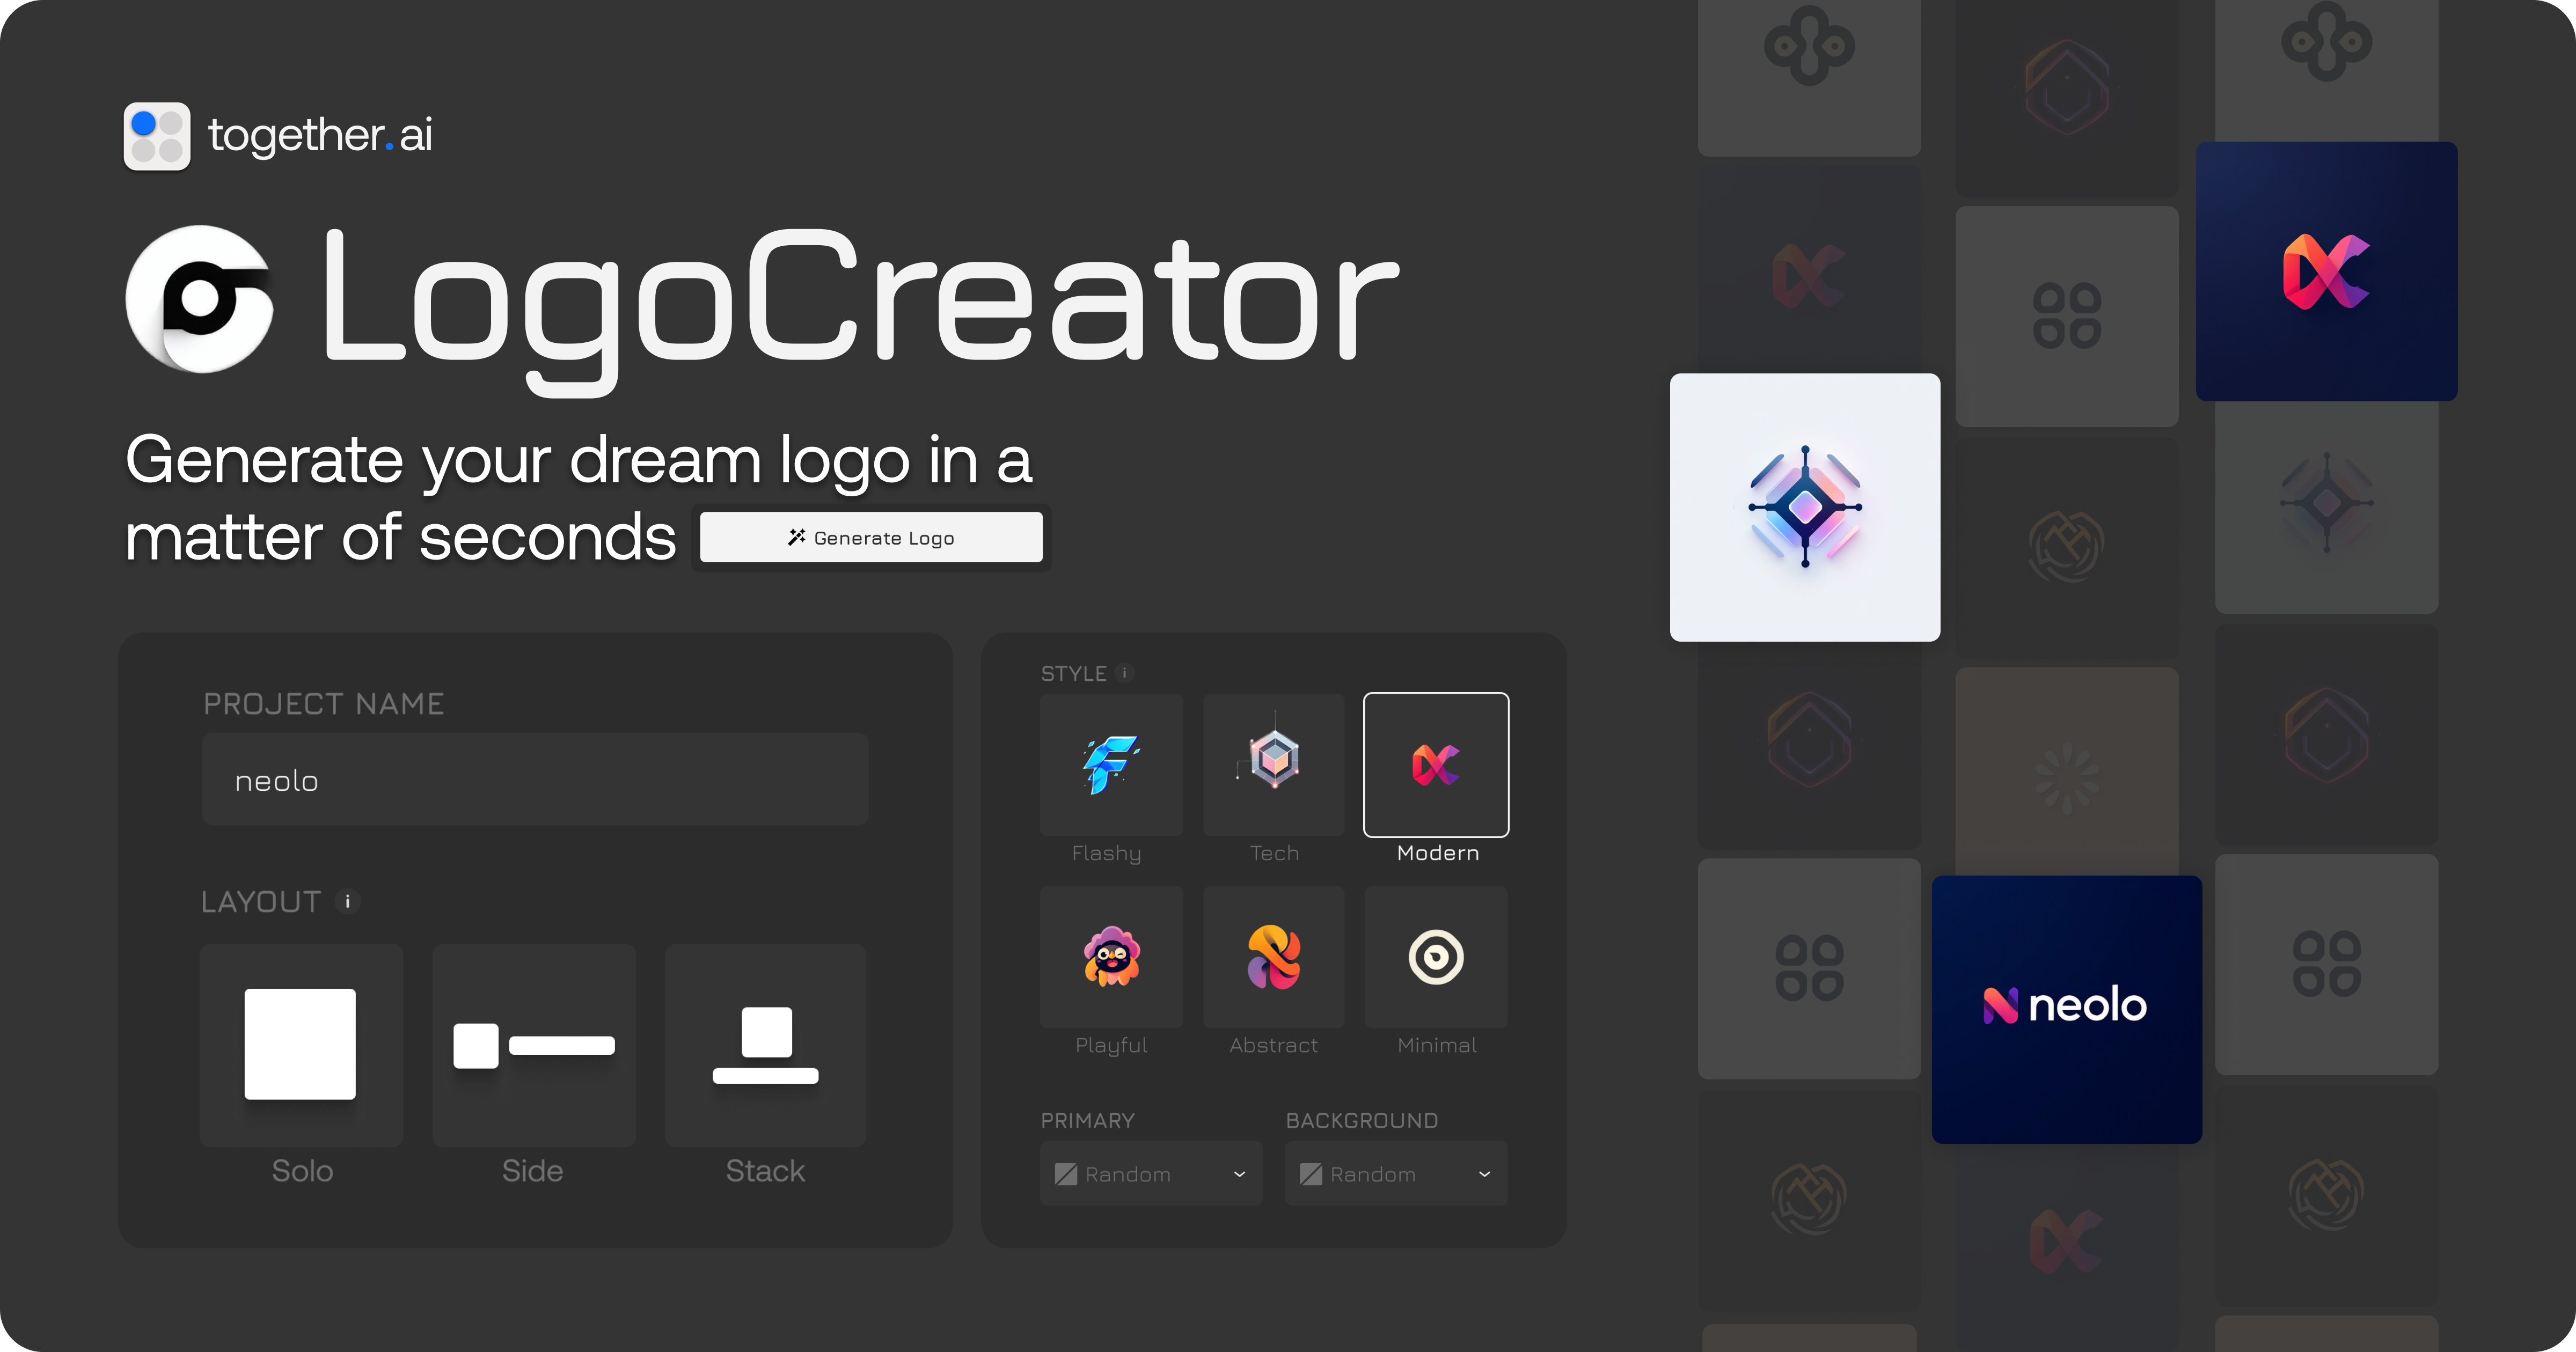 together.ai
LogoCreator
Generate your dream logo in a
matter of seconds
Generate Logo
PROJECT NAME
neolo
LAYOUT i
Solo Side Stack
STYLE i
Flashy Tech Modern
Playful Abstract Minimal
PRIMARY BACKGROUND
Random Random
neolo